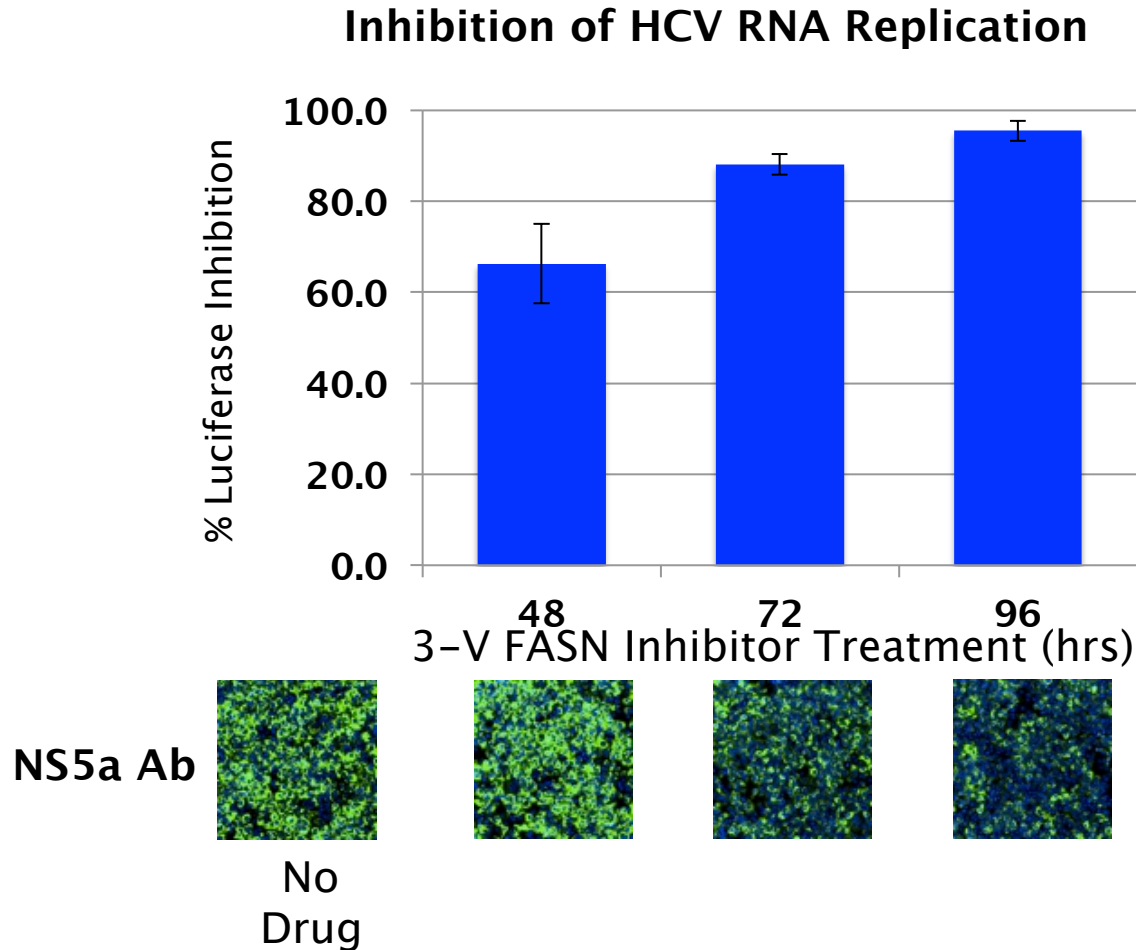 Inhibition of HCV RNA Replication
% Luciferase Inhibition
100.0
80.0
60.0
40.0
20.0
0.0
48 72 96
3-V FASN Inhibitor Treatment (hrs)
NS5a Ab
No
Drug